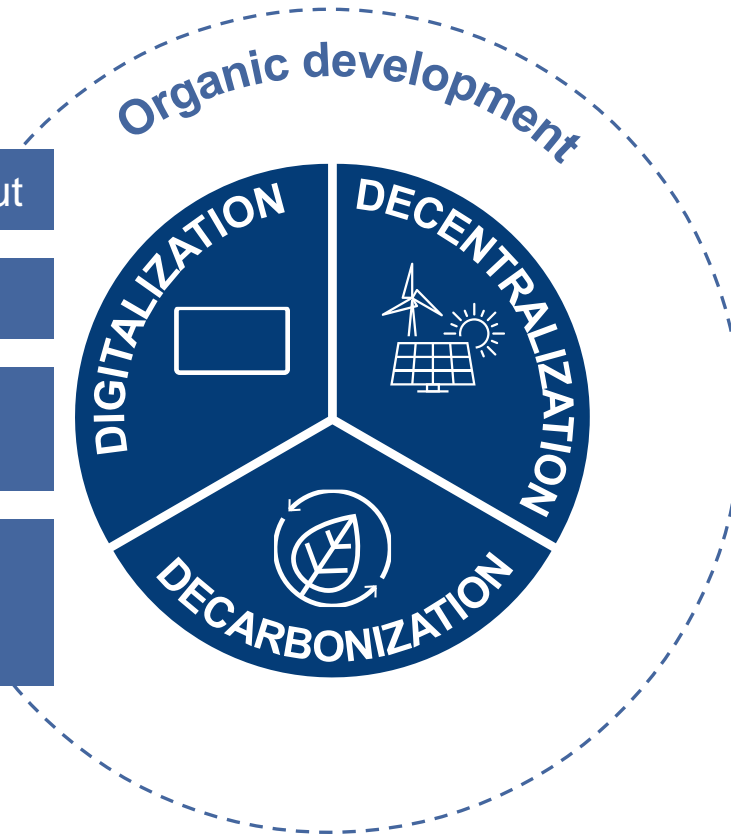 Organic development
DIGITALIZATION
DECENTRALIZATION
DECARBONIZATION